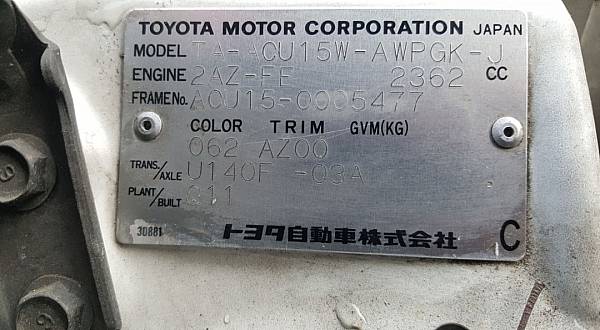 TOYOTA MOTOR CORPORATION JAPAN
MODEL TA-ACU15W-AWPGK-J
ENGINE 2AZ-FE 2362 CC
FRAME No. ACU15-0005477
COLOR TRIM GVM(KG)
062 AZ00
TRANS./AXLE U140F -03A
PLANT/BUILT
30881 トヨタ自動車株式会社 C